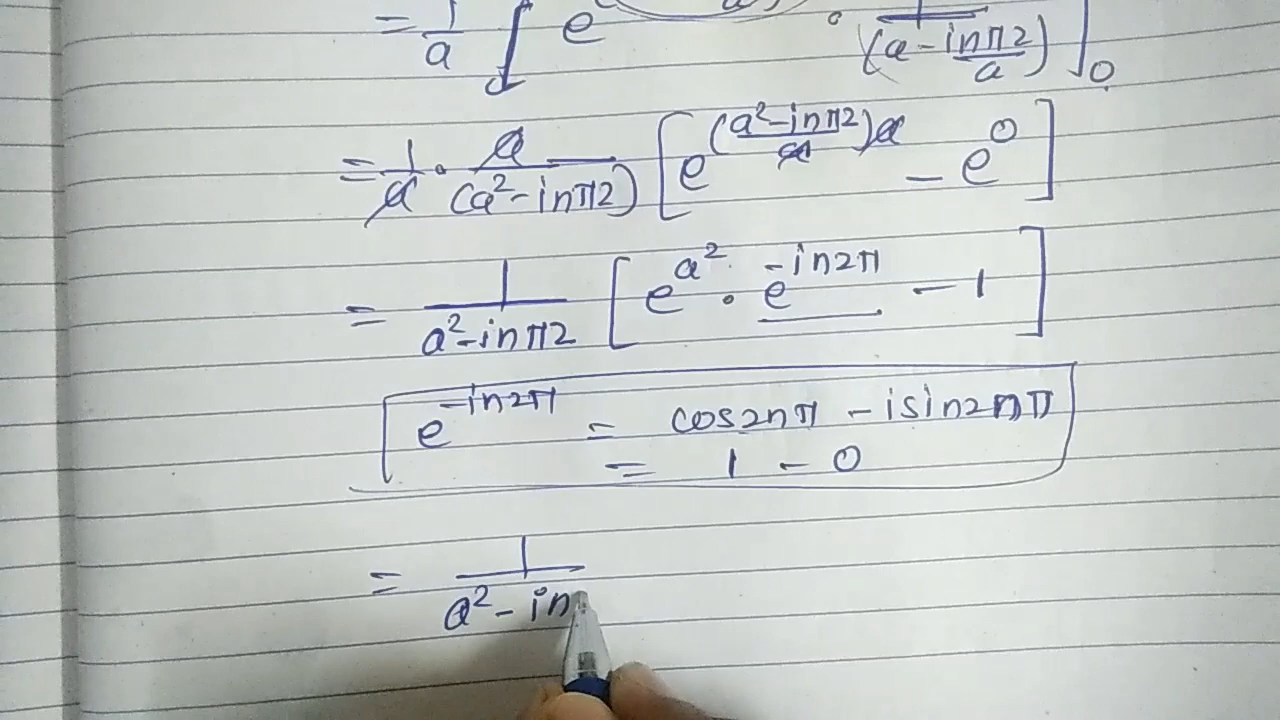 = 1/a ∫ e · 1/(a - inπ2/a) ]₀
= 1/a · a/(a² - inπ2) [ e^((a² - inπ2)/a)a - e⁰ ]
= 1/(a² - inπ2) [ e^a² · e^-in2π - 1 ]
e^-in2π = cos2nπ - isin2nπ
= 1 - 0
= 1/(a² - in